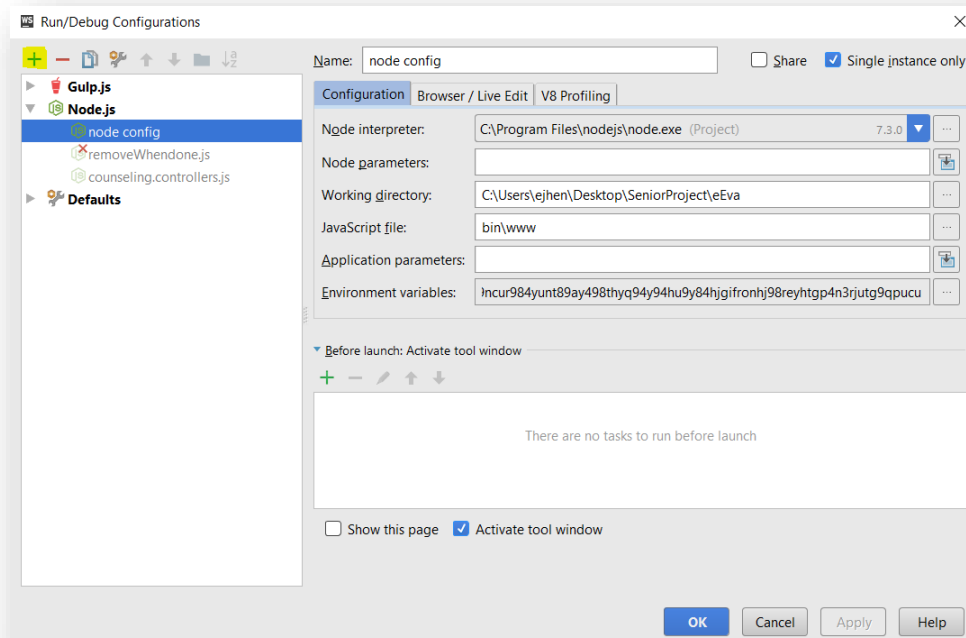 WS Run/Debug Configurations
Name: node config Share Single instance only
Gulp.js
Node.js
node config
removeWhendone.js
counseling.controllers.js
Defaults
Configuration Browser / Live Edit V8 Profiling
Node interpreter: C:\Program Files\nodejs\node.exe (Project) 7.3.0
Node parameters:
Working directory: C:\Users\ejhen\Desktop\SeniorProject\eEva
JavaScript file: bin\www
Application parameters:
Environment variables: ncur984yunt89ay498thyq94y94hu9y84hjgifronhj98reyhtgp4n3rjutg9qpucu
Before launch: Activate tool window
There are no tasks to run before launch
Show this page Activate tool window
OK Cancel Apply Help